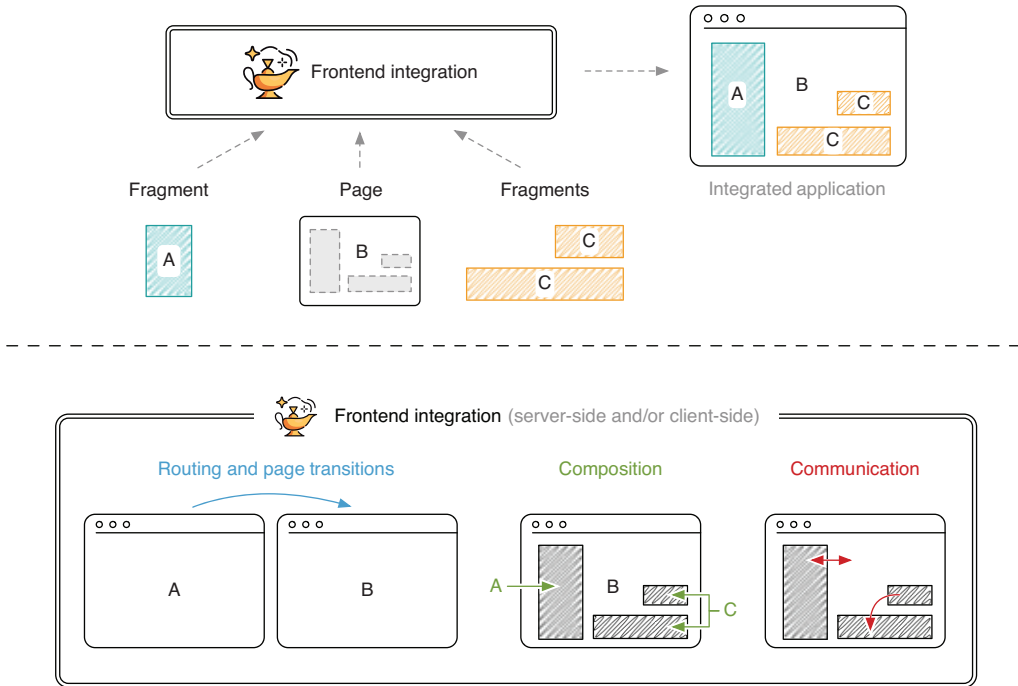 Frontend integration
A
B
C
C
Integrated application
Fragment
Page
Fragments
A
B
C
C
Frontend integration (server-side and/or client-side)
Routing and page transitions
Composition
Communication
A
B
A
B
C